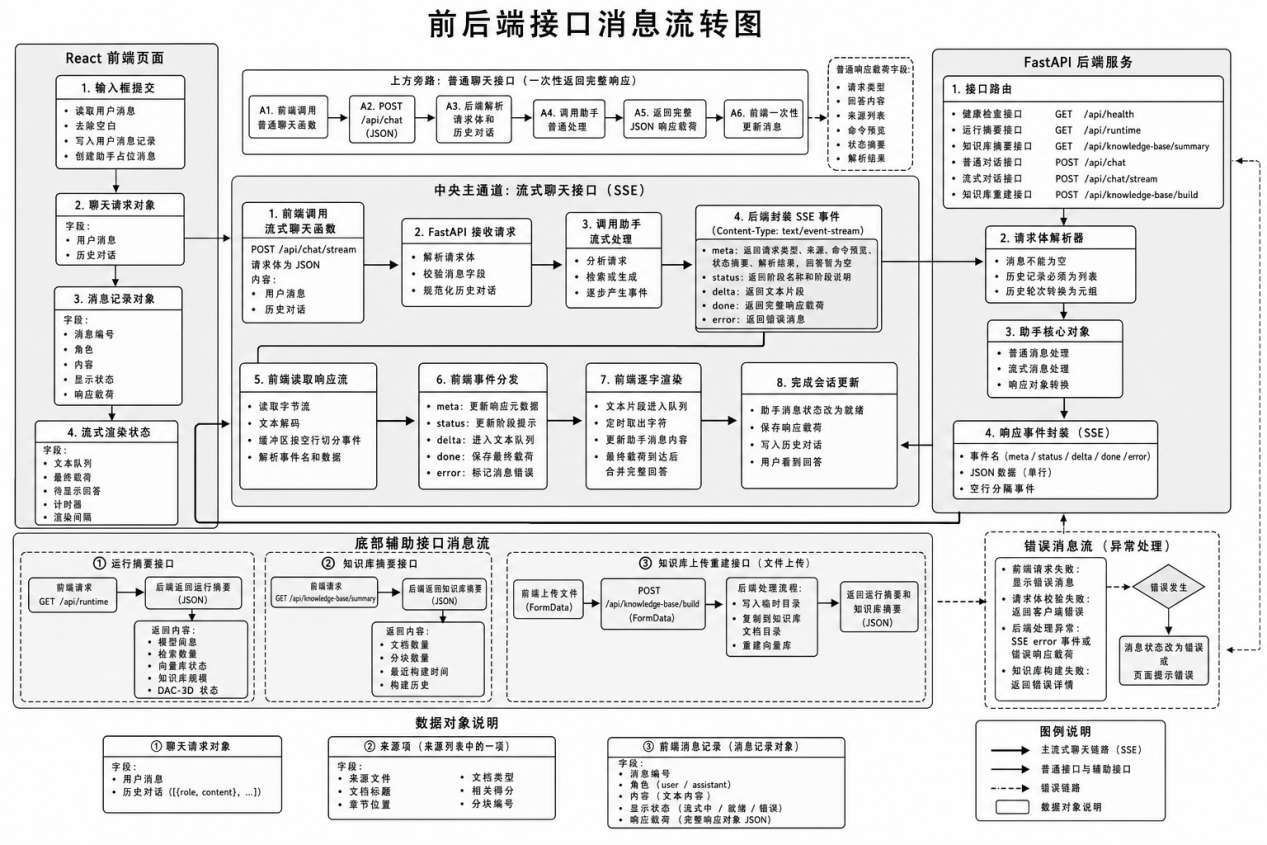 前后端接口消息流转图
React 前端页面
1. 输入框提交
• 读取用户消息
• 去除空白
• 写入用户消息记录
• 创建助手占位消息
2. 聊天请求对象
字段：
• 用户消息
• 历史对话
3. 消息记录对象
字段：
• 消息编号
• 角色
• 内容
• 显示状态
• 响应载荷
4. 流式渲染状态
字段：
• 文本队列
• 最终载荷
• 待显示回答
• 计时器
• 渲染间隔
上方旁路：普通聊天接口（一次性返回完整响应）
A1. 前端调用
普通聊天函数
A2. POST
/api/chat
(JSON)
A3. 后端解析
请求体和
历史对话
A4. 调用助手
普通处理
A5. 返回完整
JSON 响应载荷
A6. 前端一次性
更新消息
普通响应载荷字段：
• 请求类型
• 回答内容
• 来源列表
• 命令预览
• 状态摘要
• 解析结果
中央主通道：流式聊天接口（SSE）
1. 前端调用
流式聊天函数
POST /api/chat/stream
请求体为 JSON
内容：
• 用户消息
• 历史对话
2. FastAPI 接收请求
• 解析请求体
• 校验消息字段
• 规范化历史对话
3. 调用助手
流式处理
• 分析请求
• 检索或生成
• 逐步产生事件
4. 后端封装 SSE 事件
(Content-Type: text/event-stream)
• meta：返回请求类型、来源、命令预览、
状态摘要、解析结果，回答暂为空
• status：返回阶段名称和阶段说明
• delta：返回文本片段
• done：返回完整响应载荷
• error：返回错误消息
5. 前端读取响应流
• 读取字节流
• 文本解码
• 缓冲区按空行切分事件
• 解析事件名和数据
6. 前端事件分发
• meta：更新响应元数据
• status：更新阶段提示
• delta：进入文本队列
• done：保存最终载荷
• error：标记消息错误
7. 前端逐字渲染
• 文本片段进入队列
• 定时取出字符
• 更新助手消息内容
• 最终载荷到达后
合并完整回答
8. 完成会话更新
• 助手消息状态改为就绪
• 保存响应载荷
• 写入历史对话
• 用户看到回答
FastAPI 后端服务
1. 接口路由
• 健康检查接口 GET /api/health
• 运行摘要接口 GET /api/runtime
• 知识库摘要接口 GET /api/knowledge-base/summary
• 普通对话接口 POST /api/chat
• 流式对话接口 POST /api/chat/stream
• 知识库重建接口 POST /api/knowledge-base/build
2. 请求体解析器
• 消息不能为空
• 历史记录必须为列表
• 历史轮次转换为元组
3. 助手核心对象
• 普通消息处理
• 流式消息处理
• 响应对象转换
4. 响应事件封装（SSE）
• 事件名（meta / status / delta / done /error）
• JSON 数据（单行）
• 空行分隔事件
底部辅助接口消息流
① 运行摘要接口
前端请求
GET /api/runtime
后端返回运行摘要
(JSON)
返回内容：
• 模型间息
• 检索数量
• 向量库状态
• 知识库规模
• DAC-3D 状态
② 知识库摘要接口
前端请求
GET /api/knowledge-base/summary
后端返回知识库摘要
(JSON)
返回内容：
• 文档数量
• 分块数量
• 最近构建时间
• 构建历史
③ 知识库上传重建接口（文件上传）
前端上传文件
(FormData)
POST
/api/knowledge-base/build
(FormData)
后端处理流程：
• 写入临时目录
• 复制到知识库
文档目录
• 重建向量库
返回运行摘要和
知识库摘要
(JSON)
错误消息流（异常处理）
• 前端请求失败：
显示错误消息
• 请求体校验失败：
返回客户端错误
• 后端处理异常：
SSE error 事件或
错误响应载荷
• 知识库构建失败：
返回错误详情
错误发生
消息状态改为错误
或
页面提示错误
数据对象说明
① 聊天请求对象
字段：
• 用户消息
• 历史对话（[{role, content}, ...]）
② 来源项（来源列表中的一项）
字段：
• 来源文件
• 文档标题
• 章节位置
• 文档类型
• 相关得分
• 分块编号
③ 前端消息记录（消息记录对象）
字段：
• 消息编号
• 角色（user / assistant）
• 内容（文本内容）
• 显示状态（流式中 / 就绪 / 错误）
• 响应载荷（完整响应对象 JSON）
图例说明
主流式聊天链路（SSE）
普通接口与辅助接口
错误链路
数据对象说明